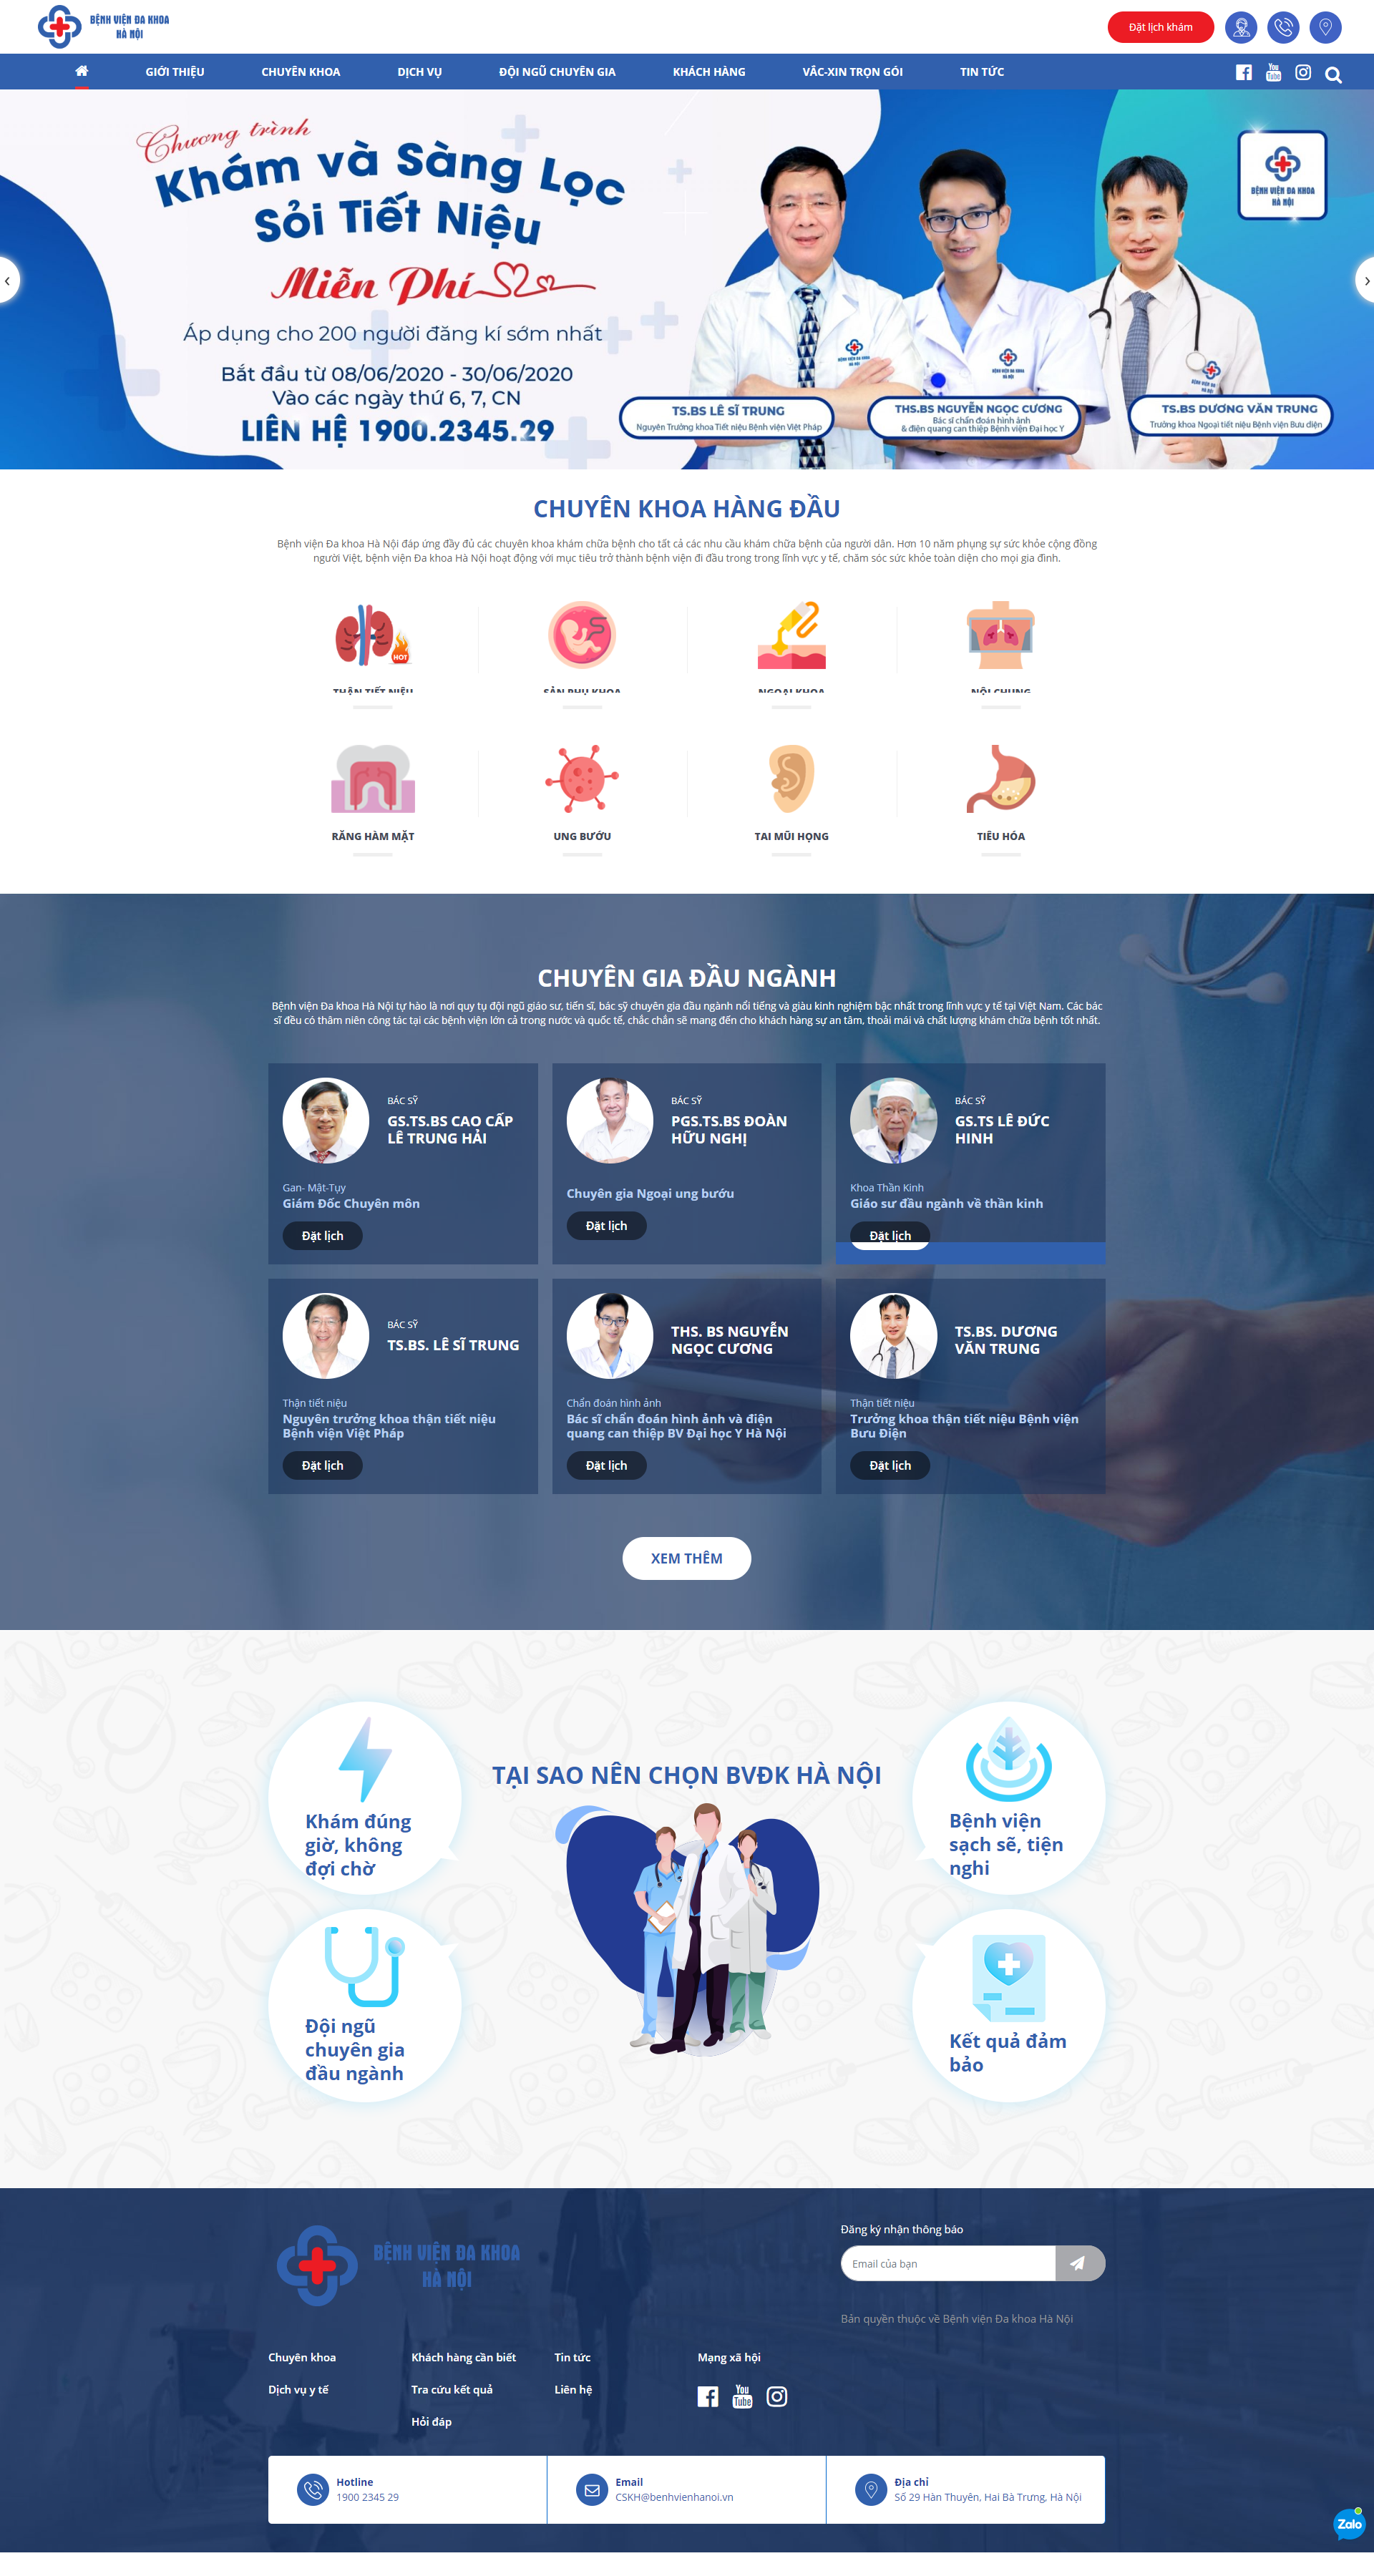 BỆNH VIỆN ĐA KHOA
HÀ NỘI
Đặt lịch khám
GIỚI THIỆU
CHUYÊN KHOA
DỊCH VỤ
ĐỘI NGŨ CHUYÊN GIA
KHÁCH HÀNG
VẮC-XIN TRỌN GÓI
TIN TỨC
You
Tube
Chương trình
Khám và Sàng Lọc
Sỏi Tiết Niệu
Miễn Phí
Áp dụng cho 200 người đăng kí sớm nhất
Bắt đầu từ 08/06/2020 - 30/06/2020
Vào các ngày thứ 6, 7, CN
LIÊN HỆ 1900.2345.29
BỆNH VIỆN ĐA KHOA
HÀ NỘI
TS.BS LÊ SĨ TRUNG
Nguyên Trưởng khoa Tiết niệu Bệnh viện Việt Pháp
THS.BS NGUYỄN NGỌC CƯƠNG
Bác sĩ chẩn đoán hình ảnh
& điện quang can thiệp Bệnh viện Đại học Y
TS.BS DƯƠNG VĂN TRUNG
Trưởng khoa Ngoại tiết niệu Bệnh viện Bưu điện
CHUYÊN KHOA HÀNG ĐẦU
Bệnh viện Đa khoa Hà Nội đáp ứng đầy đủ các chuyên khoa khám chữa bệnh cho tất cả các nhu cầu khám chữa bệnh của người dân. Hơn 10 năm phụng sự sức khỏe cộng đồng
người Việt, bệnh viện Đa khoa Hà Nội hoạt động với mục tiêu trở thành bệnh viện đi đầu trong trong lĩnh vực y tế, chăm sóc sức khỏe toàn diện cho mọi gia đình.
HOT
THẬN TIẾT NIỆU
SẢN PHỤ KHOA
NGOẠI KHOA
NỘI CHUNG
RĂNG HÀM MẶT
UNG BƯỚU
TAI MŨI HỌNG
TIÊU HÓA
CHUYÊN GIA ĐẦU NGÀNH
Bệnh viện Đa khoa Hà Nội tự hào là nơi quy tụ đội ngũ giáo sư, tiến sĩ, bác sỹ chuyên gia đầu ngành nổi tiếng và giàu kinh nghiệm bậc nhất trong lĩnh vực y tế tại Việt Nam. Các bác
sĩ đều có thâm niên công tác tại các bệnh viện lớn cả trong nước và quốc tế, chắc chắn sẽ mang đến cho khách hàng sự an tâm, thoải mái và chất lượng khám chữa bệnh tốt nhất.
BÁC SỸ
GS.TS.BS CAO CẤP
LÊ TRUNG HẢI
Gan- Mật-Tụy
Giám Đốc Chuyên môn
Đặt lịch
BÁC SỸ
PGS.TS.BS ĐOÀN
HỮU NGHỊ
Chuyên gia Ngoại ung bướu
Đặt lịch
BÁC SỸ
GS.TS LÊ ĐỨC
HINH
Khoa Thần Kinh
Giáo sư đầu ngành về thần kinh
Đặt lịch
BÁC SỸ
TS.BS. LÊ SĨ TRUNG
Thận tiết niệu
Nguyên trưởng khoa thận tiết niệu
Bệnh viện Việt Pháp
Đặt lịch
THS. BS NGUYỄN
NGỌC CƯƠNG
Chẩn đoán hình ảnh
Bác sĩ chẩn đoán hình ảnh và điện
quang can thiệp BV Đại học Y Hà Nội
Đặt lịch
TS.BS. DƯƠNG
VĂN TRUNG
Thận tiết niệu
Trưởng khoa thận tiết niệu Bệnh viện
Bưu Điện
Đặt lịch
XEM THÊM
TẠI SAO NÊN CHỌN BVĐK HÀ NỘI
Khám đúng
giờ, không
đợi chờ
Bệnh viện
sạch sẽ, tiện
nghi
Đội ngũ
chuyên gia
đầu ngành
Kết quả đảm
bảo
BỆNH VIỆN ĐA KHOA
HÀ NỘI
Đăng ký nhận thông báo
Email của bạn
Bản quyền thuộc về Bệnh viện Đa khoa Hà Nội
Chuyên khoa
Khách hàng cần biết
Tin tức
Mạng xã hội
Dịch vụ y tế
Tra cứu kết quả
Liên hệ
You
Tube
Hỏi đáp
Hotline
1900 2345 29
Email
CSKH@benhvienhanoi.vn
Địa chỉ
Số 29 Hàn Thuyên, Hai Bà Trưng, Hà Nội
Zalo